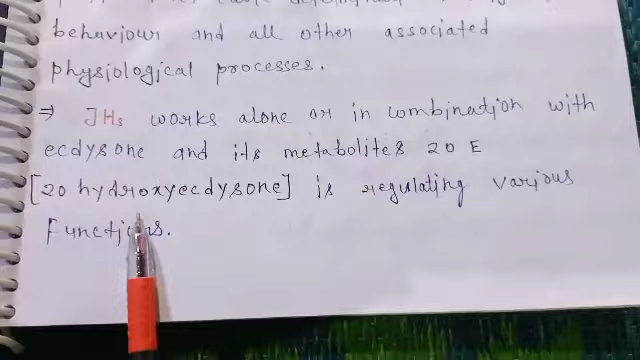 behaviour and all other associated
physiological processes.
⇒ JHs works alone or in combination with
ecdysone and its metabolites 20 E
[20 hydroxyecdysone] is regulating various
Functions.